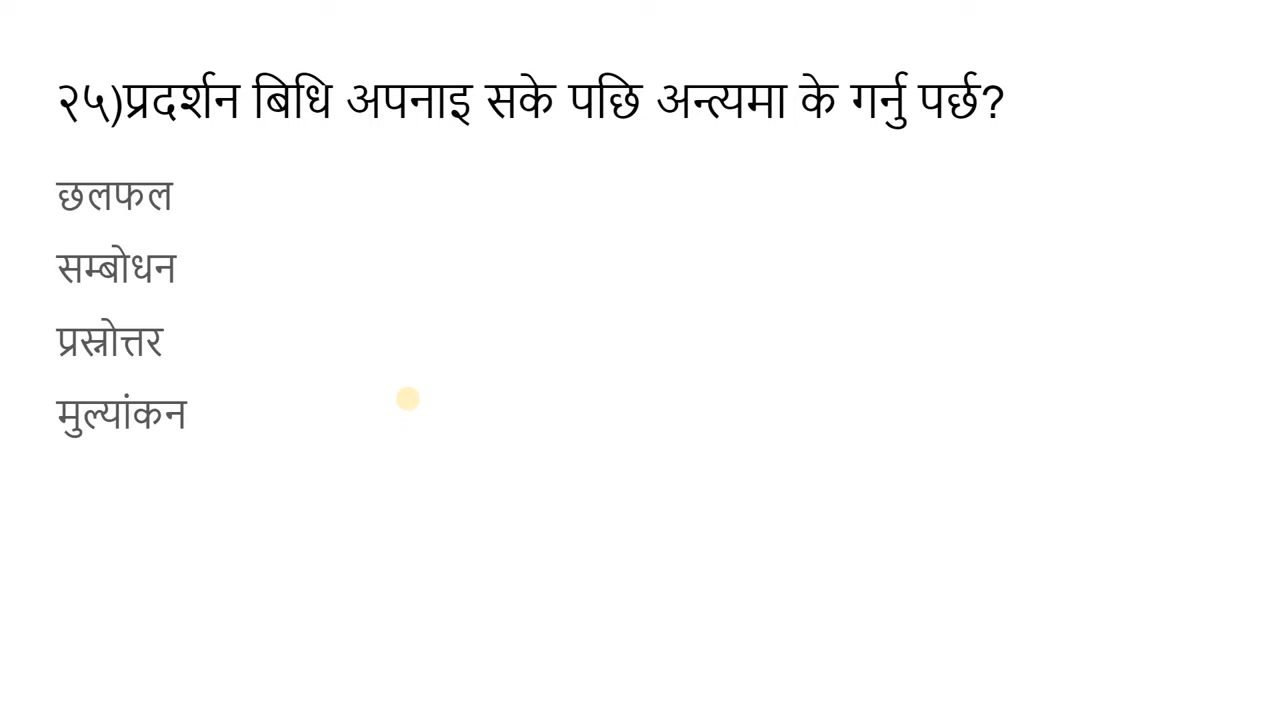 २५)प्रदर्शन बिधि अपनाइ सके पछि अन्त्यमा के गर्नु पर्छ?
छलफल
सम्बोधन
प्रस्नोत्तर
मुल्यांकन